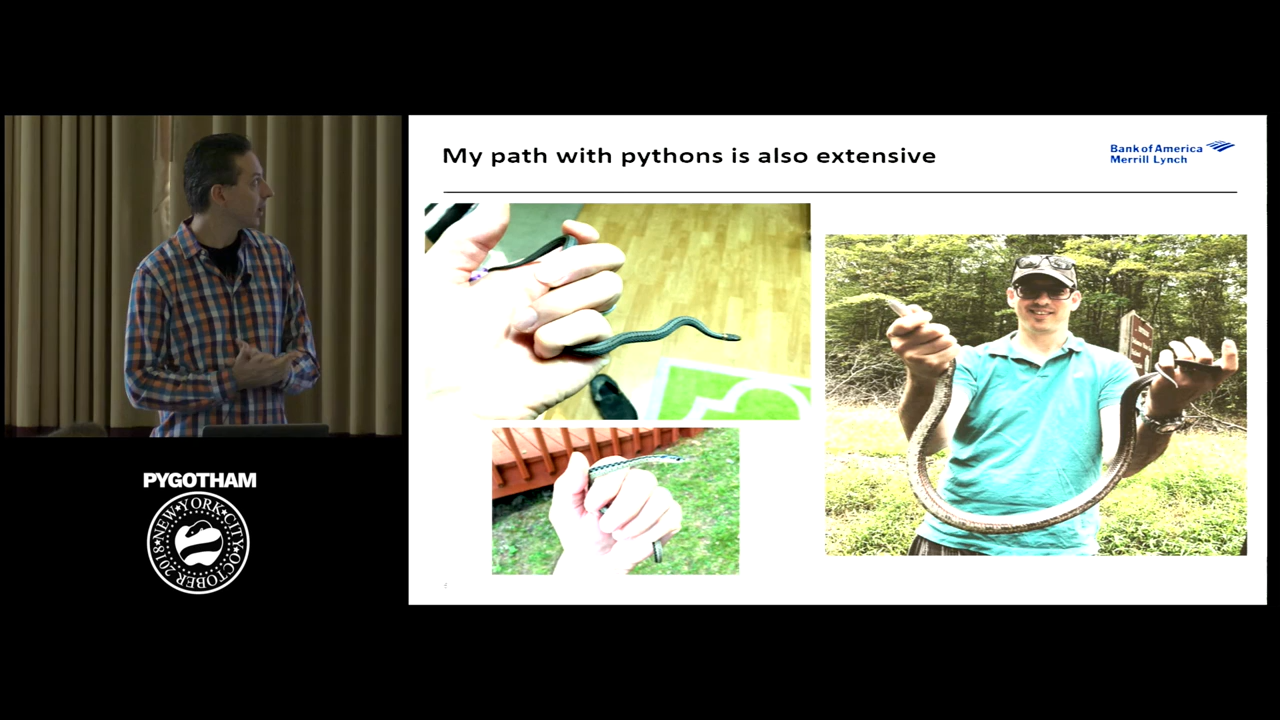 My path with pythons is also extensive
Bank of America
Merrill Lynch
PYGOTHAM
NEW YORK CITY OCTOBER 2018